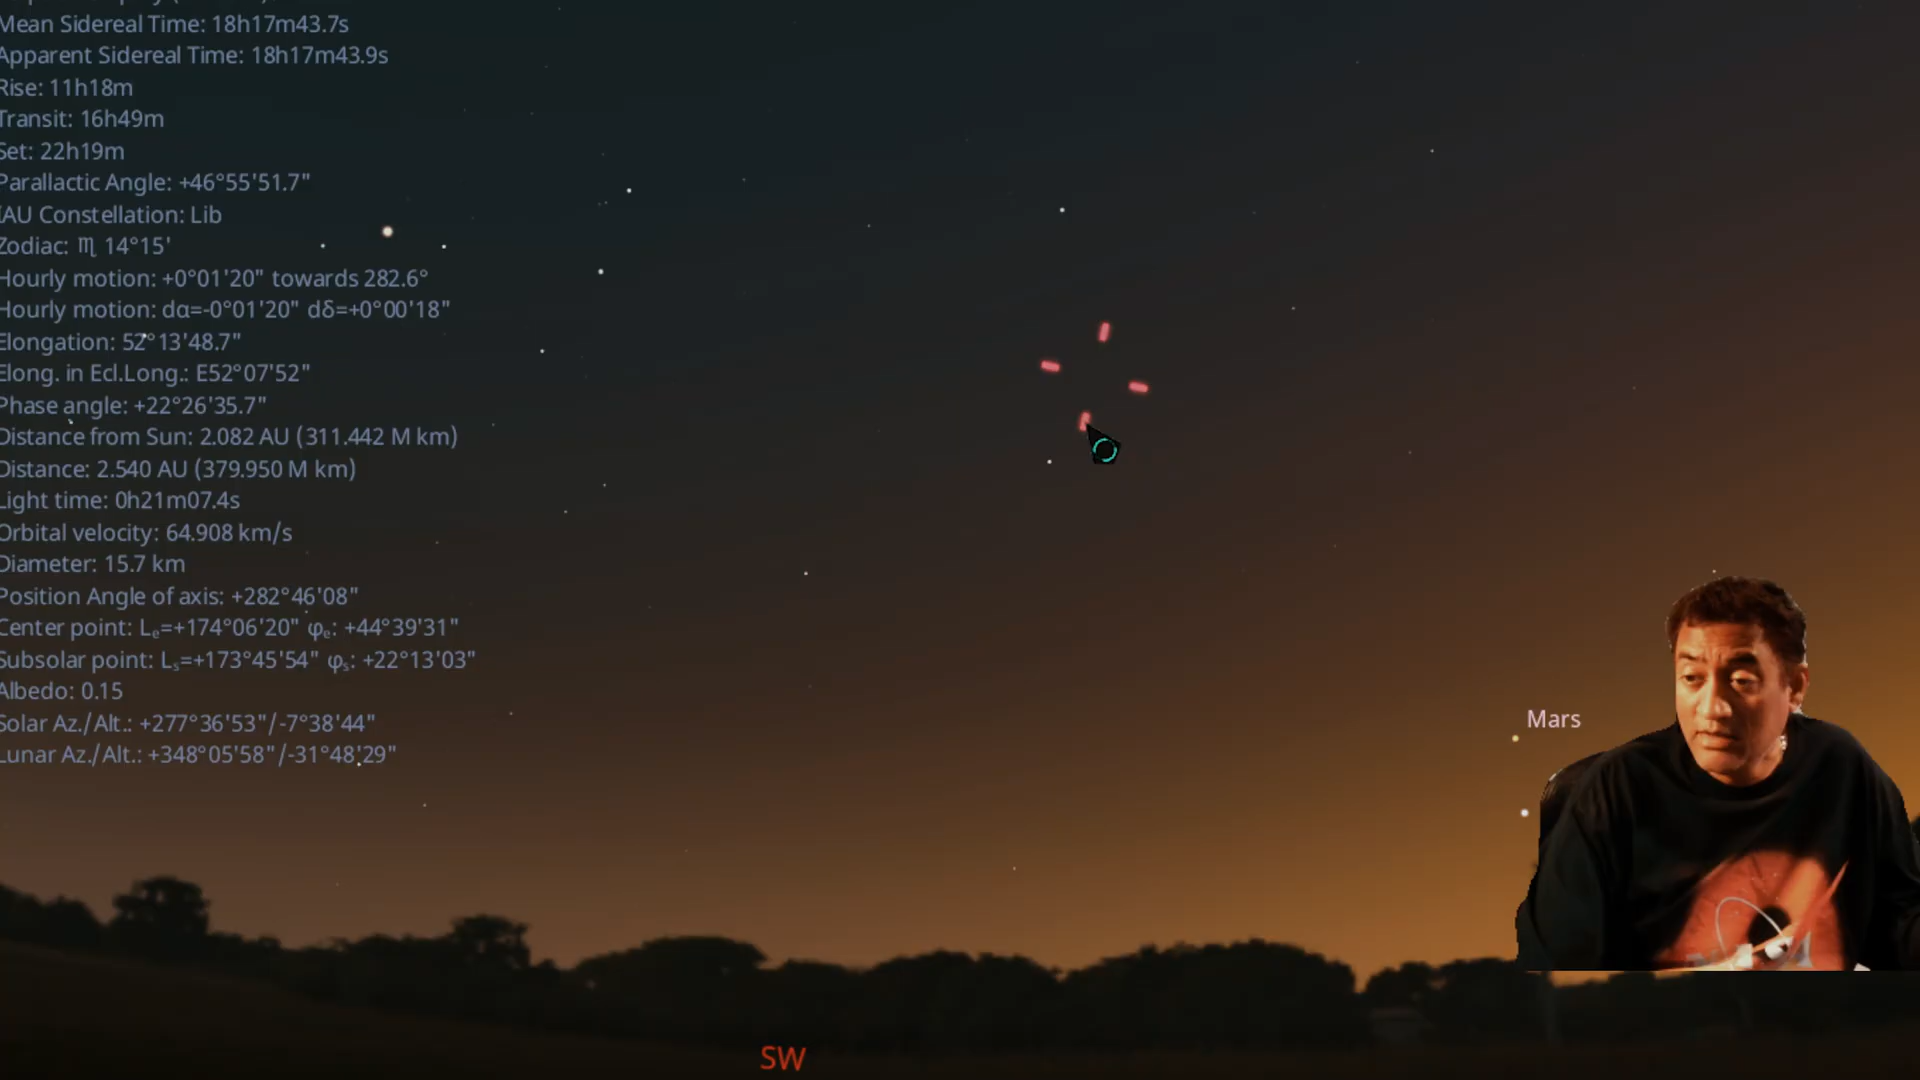 Mean Sidereal Time: 18h17m43.7s
Apparent Sidereal Time: 18h17m43.9s
Rise: 11h18m
Transit: 16h49m
Set: 22h19m
Parallactic Angle: +46°55'51.7"
IAU Constellation: Lib
Zodiac: ♏ 14°15'
Hourly motion: +0°01'20" towards 282.6°
Hourly motion: dα=-0°01'20" dδ=+0°00'18"
Elongation: 52°13'48.7"
Elong. in Ecl.Long.: E52°07'52"
Phase angle: +22°26'35.7"
Distance from Sun: 2.082 AU (311.442 M km)
Distance: 2.540 AU (379.950 M km)
Light time: 0h21m07.4s
Orbital velocity: 64.908 km/s
Diameter: 15.7 km
Position Angle of axis: +282°46'08"
Center point: Lₑ=+174°06'20" φₑ: +44°39'31"
Subsolar point: Lₛ=+173°45'54" φₛ: +22°13'03"
Albedo: 0.15
Solar Az./Alt.: +277°36'53"/-7°38'44"
Lunar Az./Alt.: +348°05'58"/-31°48'29"
Mars
SW